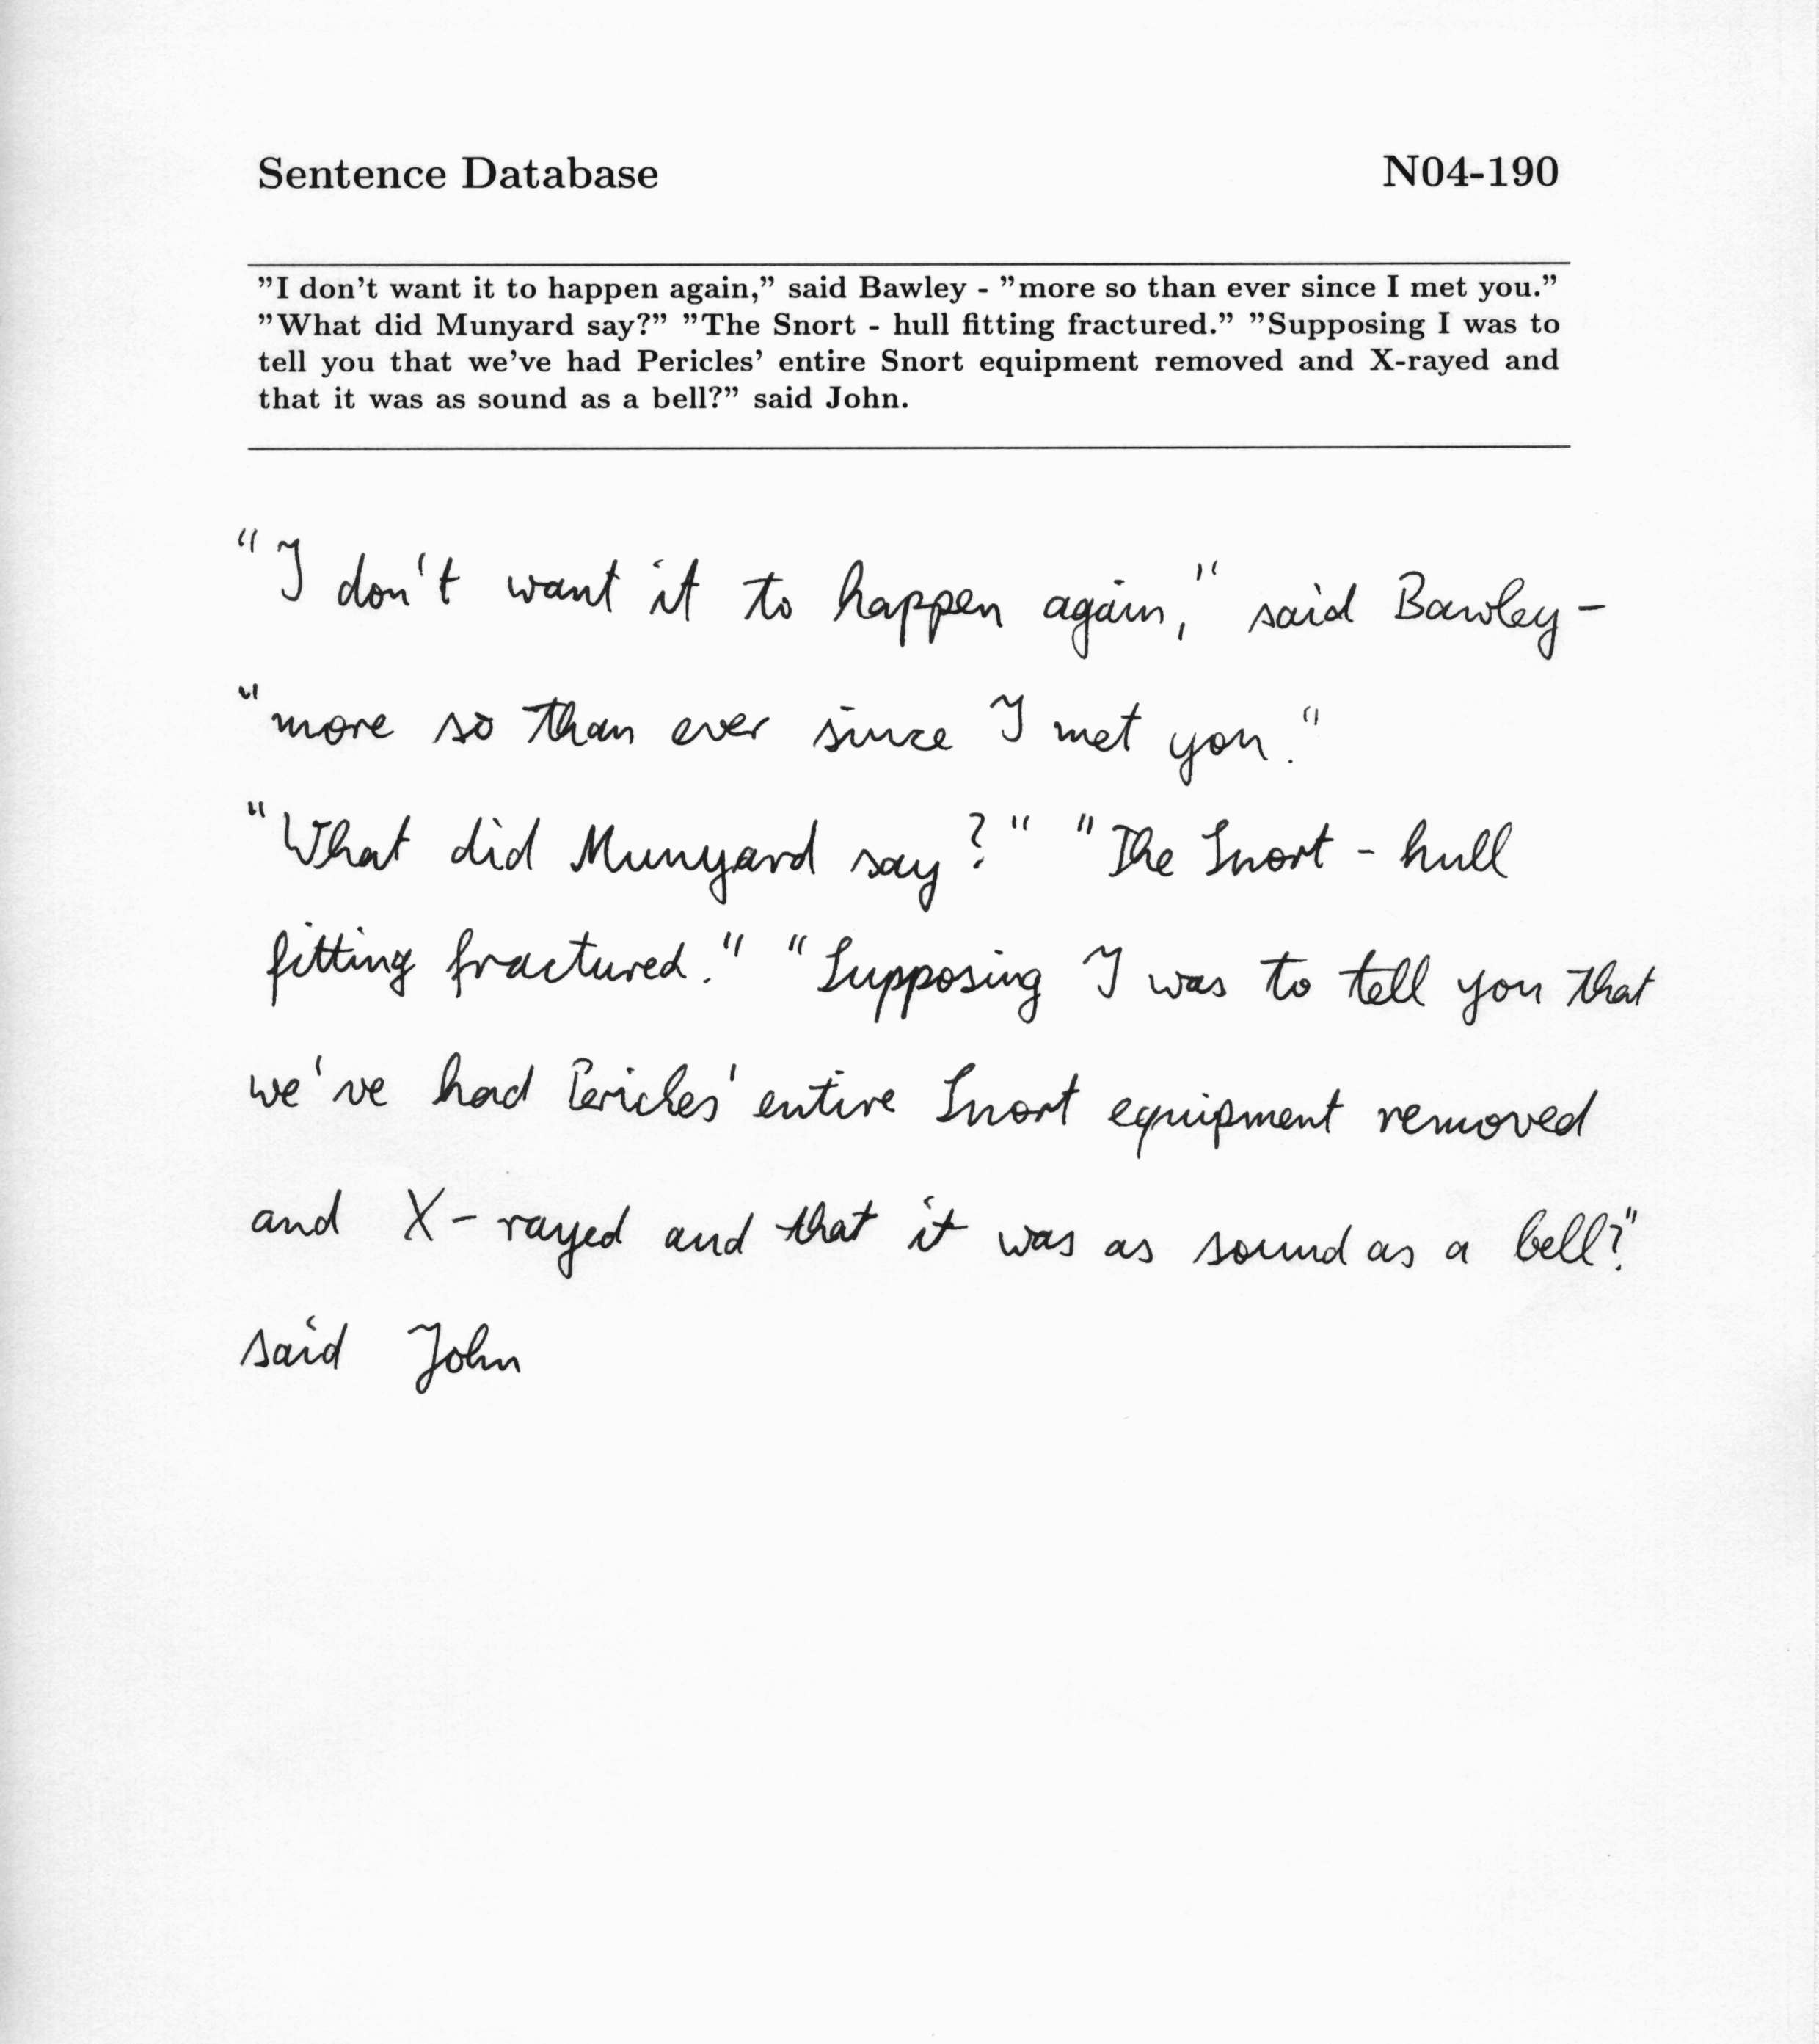 Sentence Database N04-190
"I don't want it to happen again," said Bawley - "more so than ever since I met you."
"What did Munyard say?" "The Snort - hull fitting fractured." "Supposing I was to
tell you that we've had Pericles' entire Snort equipment removed and X-rayed and
that it was as sound as a bell?" said John.
"I don't want it to happen again," said Bawley -
"more so than ever since I met you."
"What did Munyard say?" "The Snort - hull
fitting fractured." "Supposing I was to tell you that
we've had Pericles' entire Snort equipment removed
and X-rayed and that it was as sound as a bell?"
said John